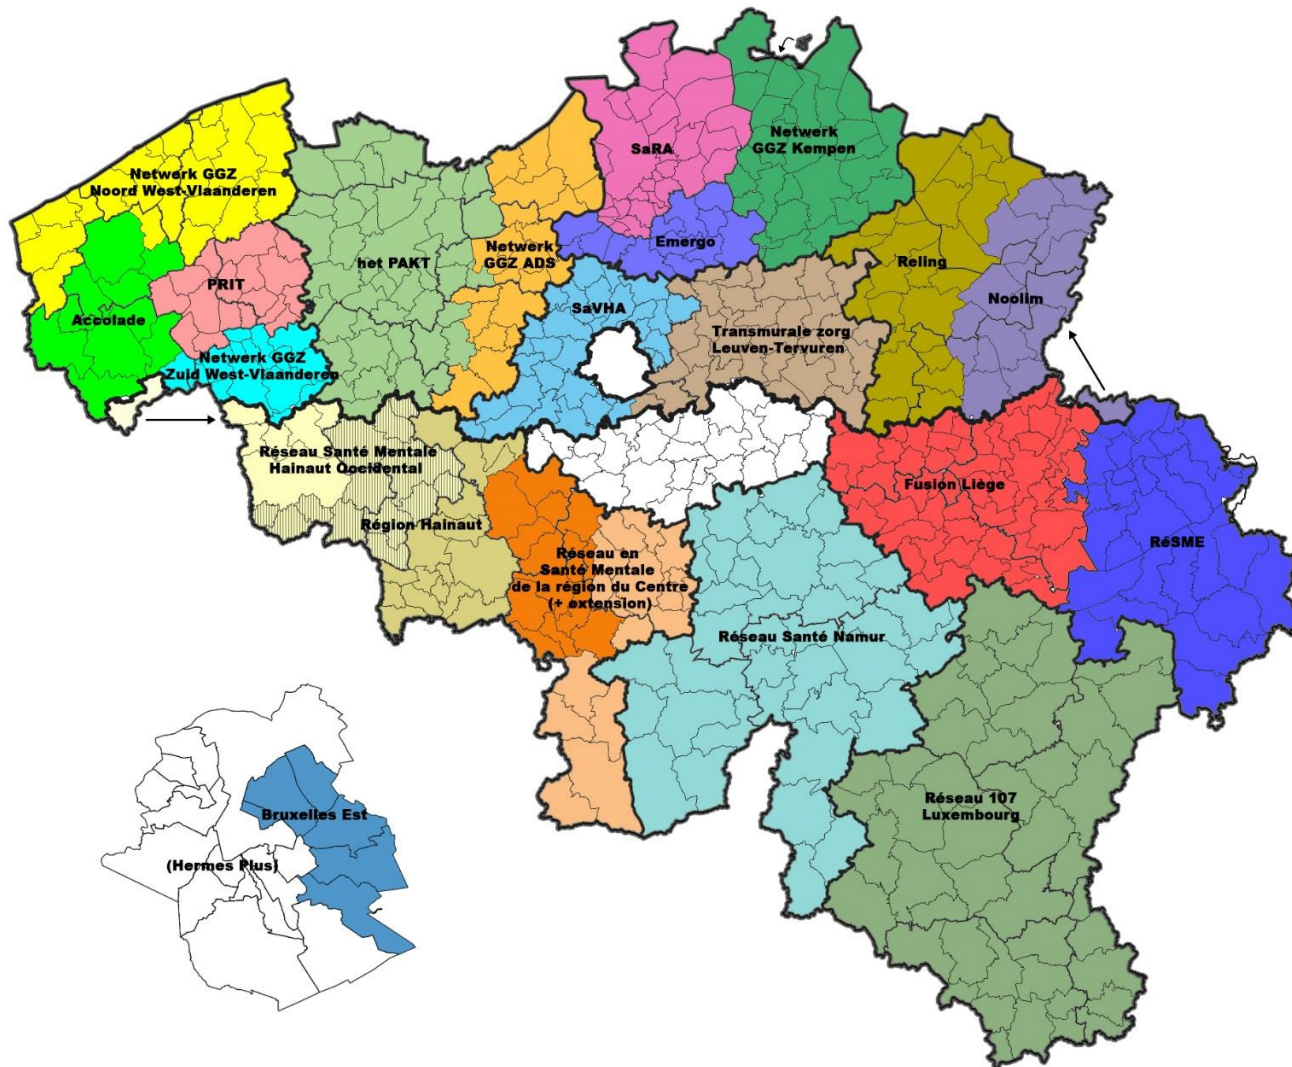 SaRA
Netwerk
GGZ Kempen
Netwerk GGZ
Noord West-Vlaanderen
het PAKT
Netwerk
GGZ ADS
Emergo
Reling
PRIT
Noolim
SaVHA
Accolade
Transmurale zorg
Leuven-Tervuren
Netwerk GGZ
Zuid West-Vlaanderen
Réseau Santé Mentale
Hainaut Occidental
Fusion Liège
Région Hainaut
RéSME
Réseau en
Santé Mentale
de la région du Centre
(+ extension)
Réseau Santé Namur
Réseau 107
Luxembourg
Bruxelles Est
(Hermes Plus)